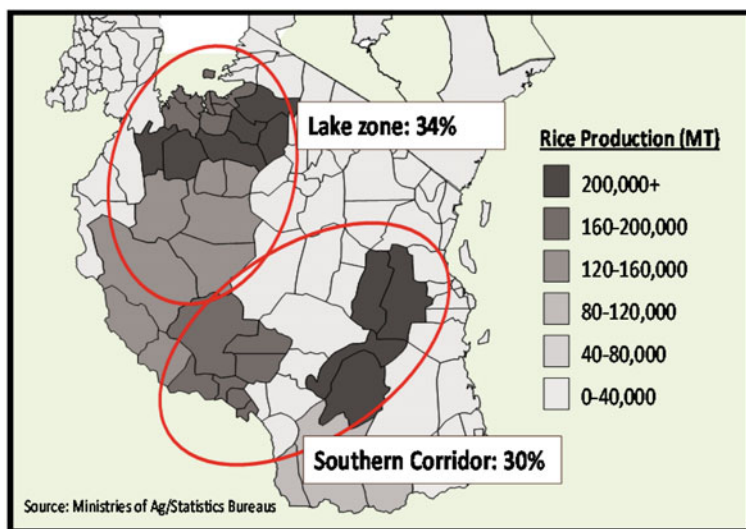 Lake zone: 34%
Rice Production (MT)
200,000+
160-200,000
120-160,000
80-120,000
40-80,000
0-40,000
Southern Corridor: 30%
Source: Ministries of Ag/Statistics Bureaus